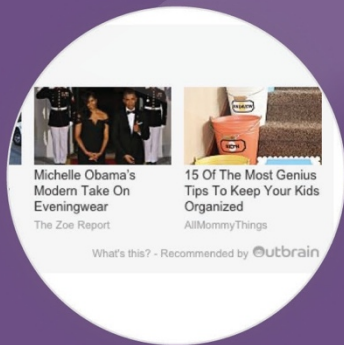 Michelle Obama's
Modern Take On
Eveningwear
The Zoe Report
15 Of The Most Genius
Tips To Keep Your Kids
Organized
AllMommyThings
What's this? - Recommended by Outbrain